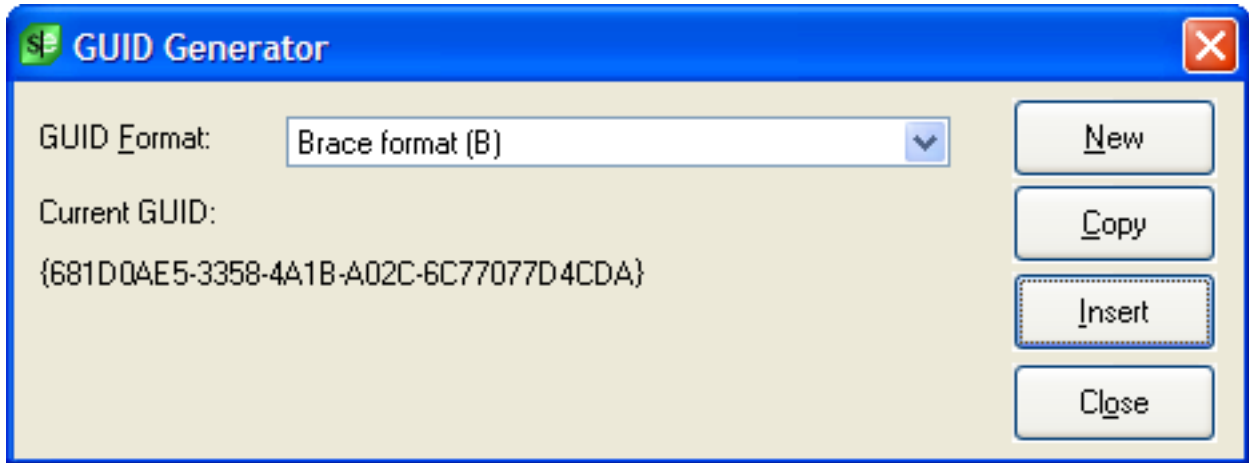 GUID Generator
GUID Format:
Brace format (B)
New
Current GUID:
Copy
{681D0AE5-3358-4A1B-A02C-6C77077D4CDA}
Insert
Close